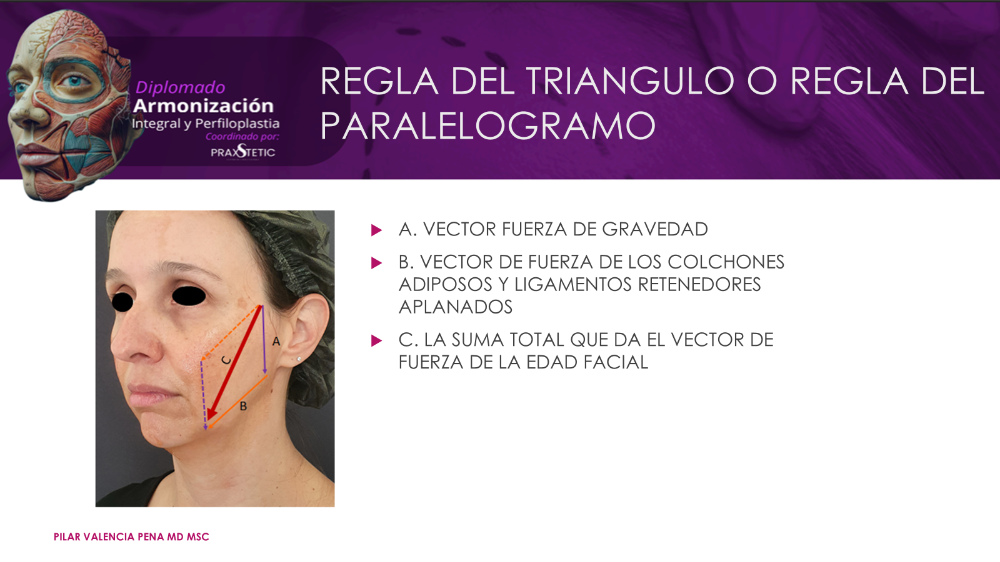 Diplomado
Armonización
Integral y Perfiloplastia
Coordinado por:
PRAXSTETIC
REGLA DEL TRIANGULO O REGLA DEL
PARALELOGRAMO
A
C
B
A. VECTOR FUERZA DE GRAVEDAD
B. VECTOR DE FUERZA DE LOS COLCHONES
ADIPOSOS Y LIGAMENTOS RETENEDORES
APLANADOS
C. LA SUMA TOTAL QUE DA EL VECTOR DE
FUERZA DE LA EDAD FACIAL
PILAR VALENCIA PENA MD MSC